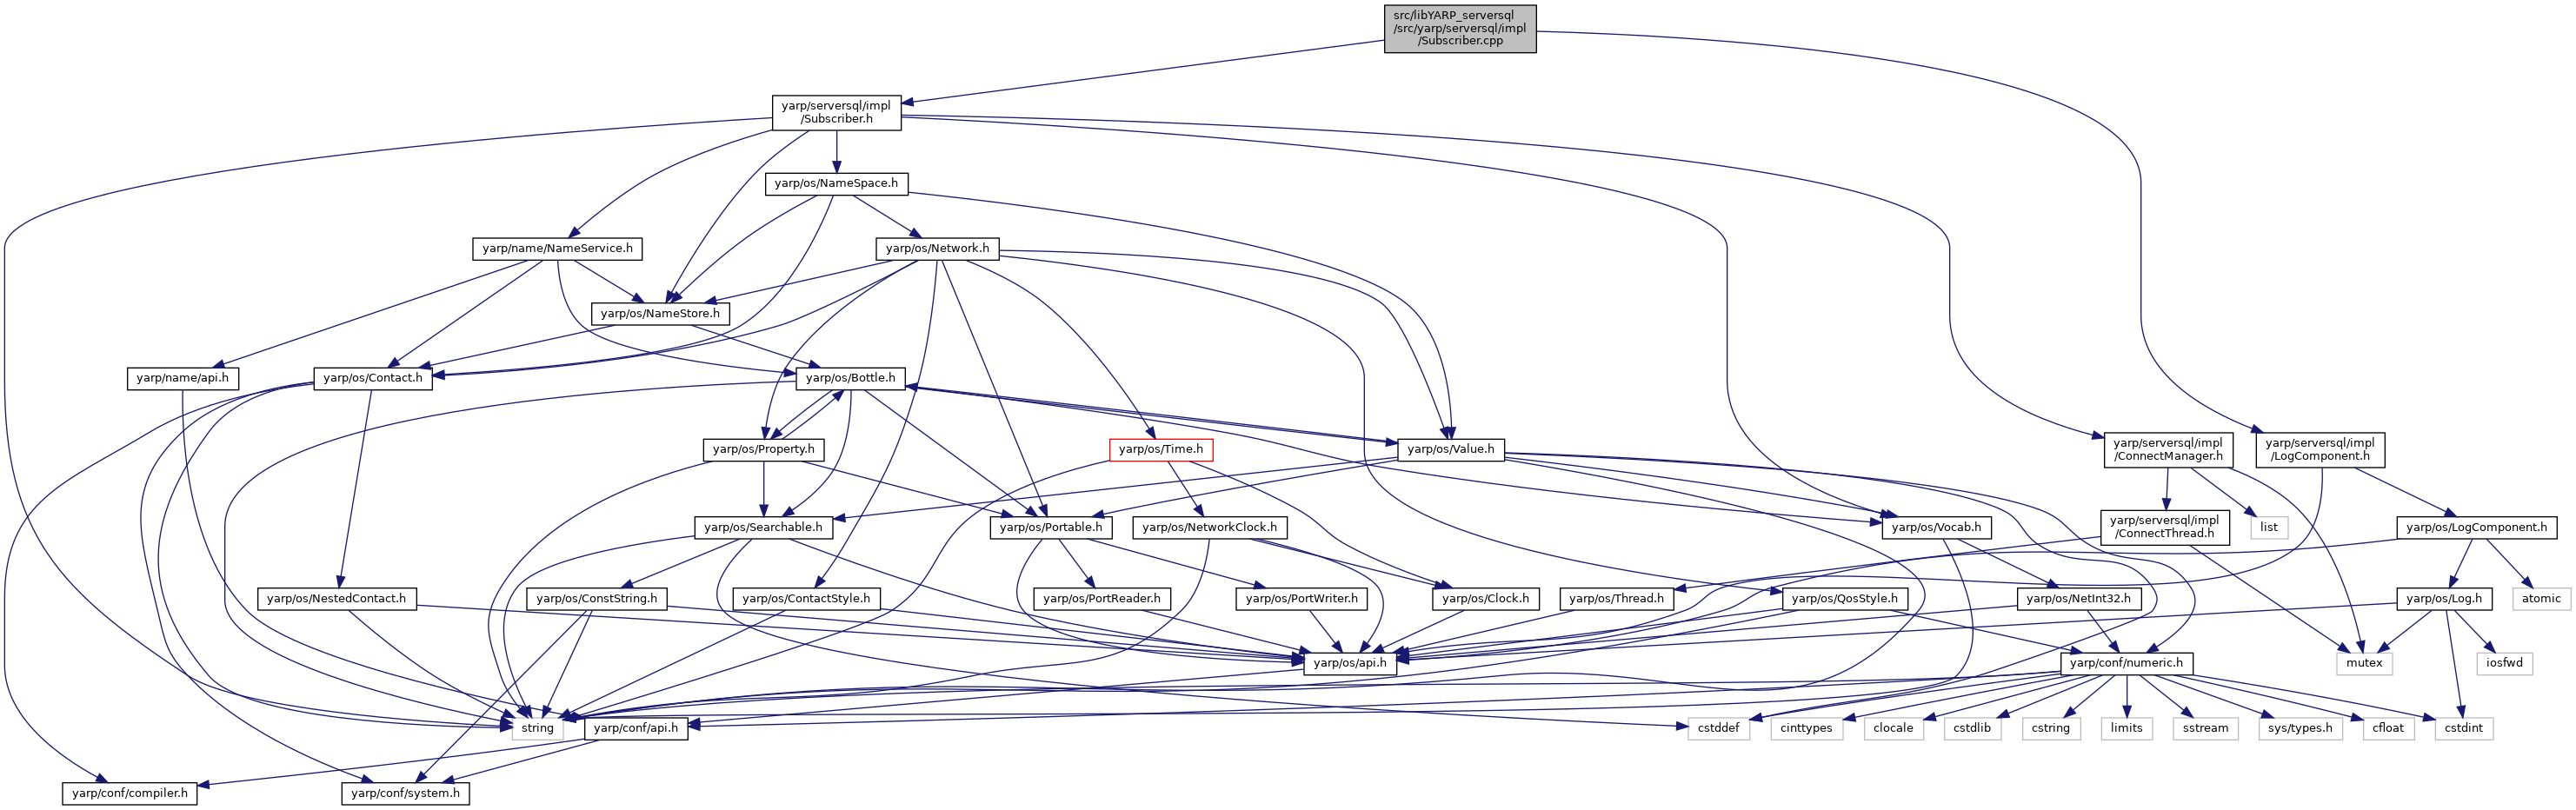 src/libYARP_serversql
/src/yarp/serversql/impl
/Subscriber.cpp
yarp/serversql/impl
/Subscriber.h
yarp/os/NameSpace.h
yarp/name/NameService.h
yarp/os/Network.h
yarp/os/NameStore.h
yarp/name/api.h
yarp/os/Contact.h
yarp/os/Bottle.h
yarp/os/Property.h
yarp/os/Time.h
yarp/os/Value.h
yarp/serversql/impl
/ConnectManager.h
yarp/serversql/impl
/LogComponent.h
yarp/os/Searchable.h
yarp/os/Portable.h
yarp/os/NetworkClock.h
yarp/os/Vocab.h
yarp/serversql/impl
/ConnectThread.h
list
yarp/os/LogComponent.h
yarp/os/NestedContact.h
yarp/os/ConstString.h
yarp/os/ContactStyle.h
yarp/os/PortReader.h
yarp/os/PortWriter.h
yarp/os/Clock.h
yarp/os/Thread.h
yarp/os/QosStyle.h
yarp/os/NetInt32.h
yarp/os/Log.h
atomic
yarp/os/api.h
yarp/conf/numeric.h
mutex
iosfwd
string
yarp/conf/api.h
cstddef
cinttypes
clocale
cstdlib
cstring
limits
sstream
sys/types.h
cfloat
cstdint
yarp/conf/compiler.h
yarp/conf/system.h